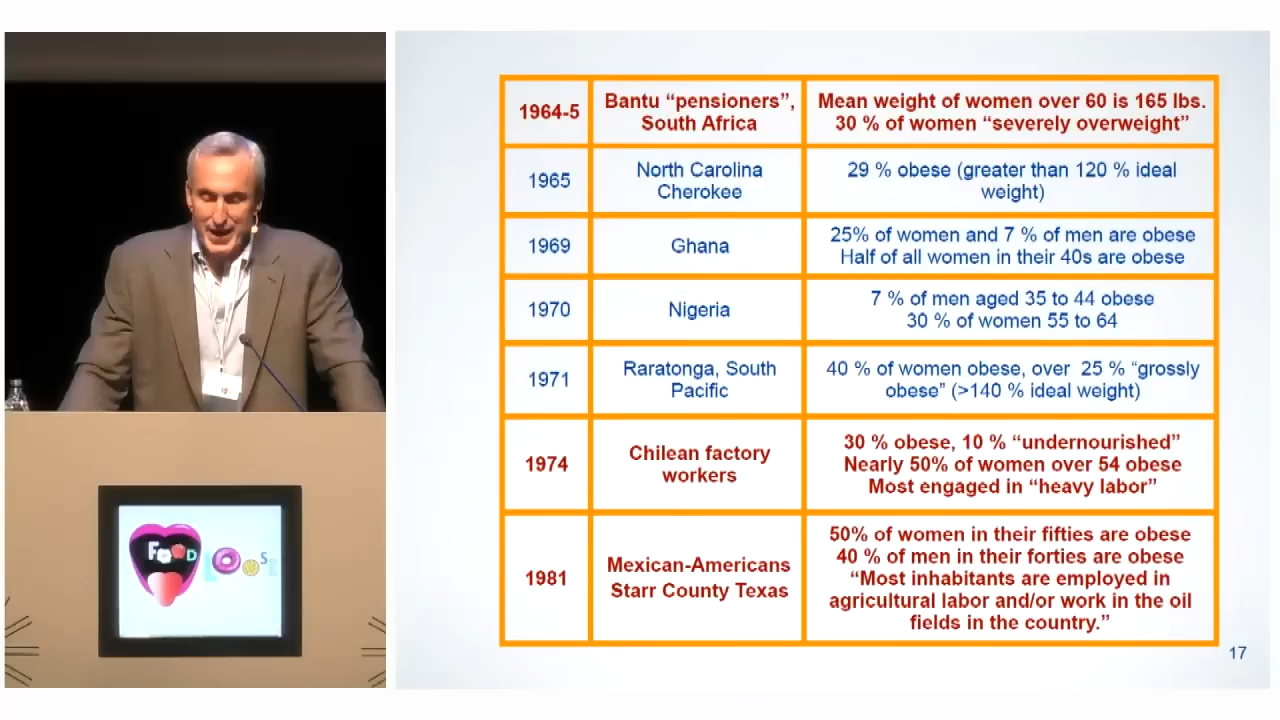 1964-5
Bantu “pensioners”,
South Africa
Mean weight of women over 60 is 165 lbs.
30 % of women “severely overweight”
1965
North Carolina
Cherokee
29 % obese (greater than 120 % ideal
weight)
1969
Ghana
25% of women and 7 % of men are obese
Half of all women in their 40s are obese
1970
Nigeria
7 % of men aged 35 to 44 obese
30 % of women 55 to 64
1971
Raratonga, South
Pacific
40 % of women obese, over 25 % “grossly
obese” (>140 % ideal weight)
1974
Chilean factory
workers
30 % obese, 10 % “undernourished”
Nearly 50% of women over 54 obese
Most engaged in “heavy labor”
1981
Mexican-Americans
Starr County Texas
50% of women in their fifties are obese
40 % of men in their forties are obese
“Most inhabitants are employed in
agricultural labor and/or work in the oil
fields in the country.”
17
FOOD
LOOSE